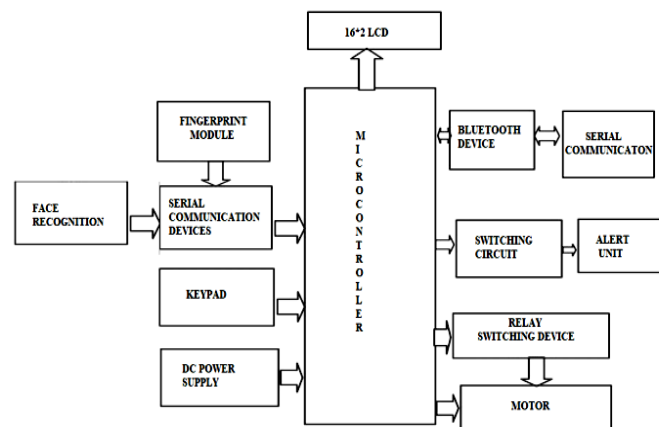 16*2 LCD
FINGERPRINT
MODULE
MICROCONTROLLER
BLUETOOTH
DEVICE
SERIAL
COMMUNICATON
FACE
RECOGNITION
SERIAL
COMMUNICATION
DEVICES
SWITCHING
CIRCUIT
ALERT
UNIT
KEYPAD
RELAY
SWITCHING DEVICE
DC POWER
SUPPLY
MOTOR